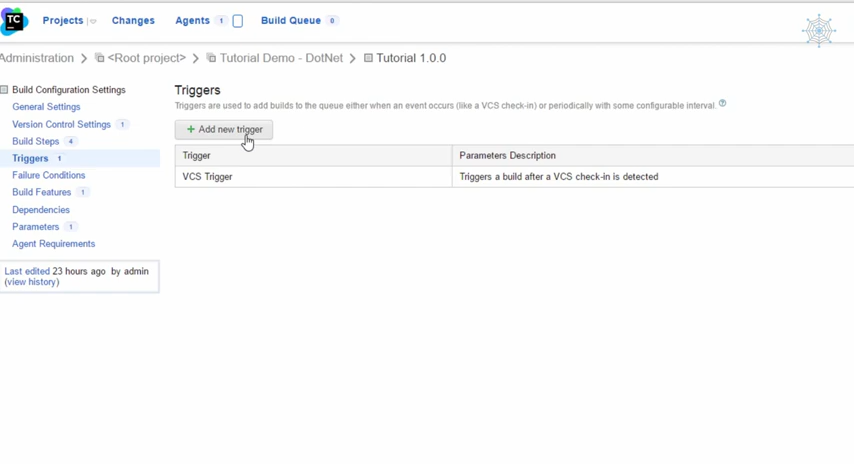 TC Projects Changes Agents 1 Build Queue 0
Administration > <Root project> > Tutorial Demo - DotNet > Tutorial 1.0.0
Build Configuration Settings
General Settings
Version Control Settings 1
Build Steps 4
Triggers 1
Failure Conditions
Build Features 1
Dependencies
Parameters 1
Agent Requirements
Last edited 23 hours ago by admin
(view history)
Triggers
Triggers are used to add builds to the queue either when an event occurs (like a VCS check-in) or periodically with some configurable interval. ?
+ Add new trigger
Trigger Parameters Description
VCS Trigger Triggers a build after a VCS check-in is detected